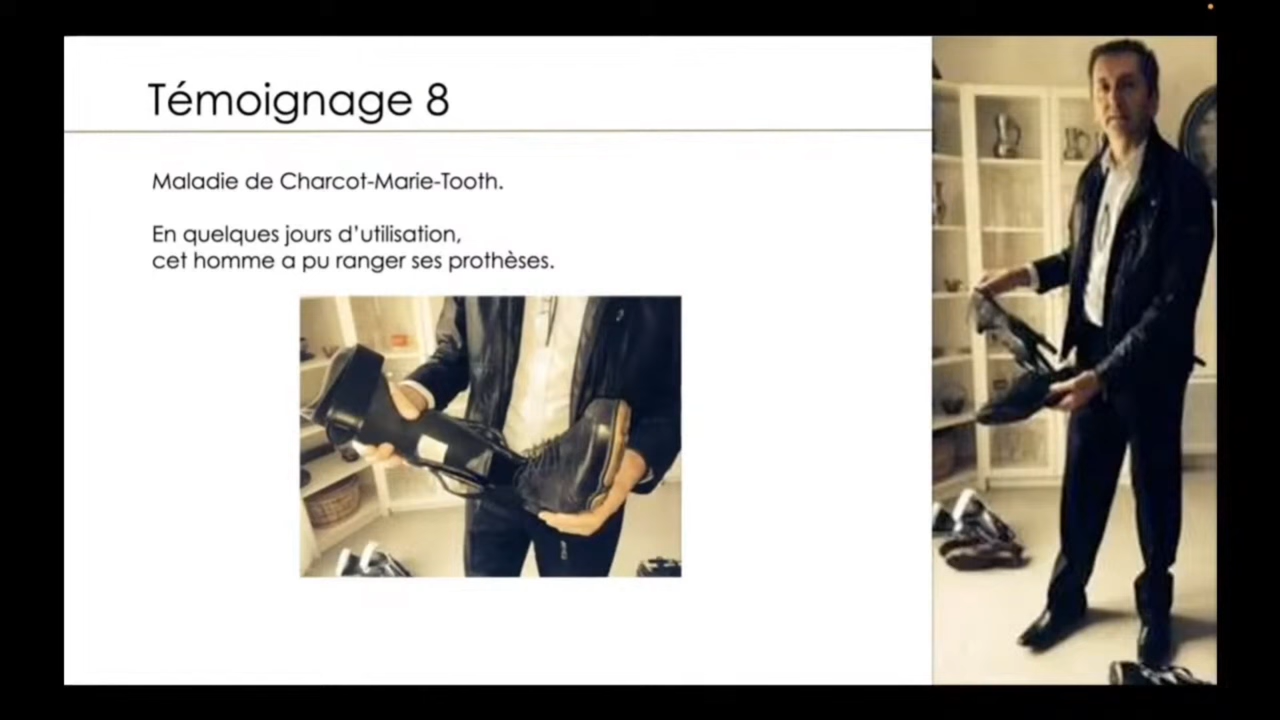 Témoignage 8
Maladie de Charcot-Marie-Tooth.
En quelques jours d’utilisation,
cet homme a pu ranger ses prothèses.